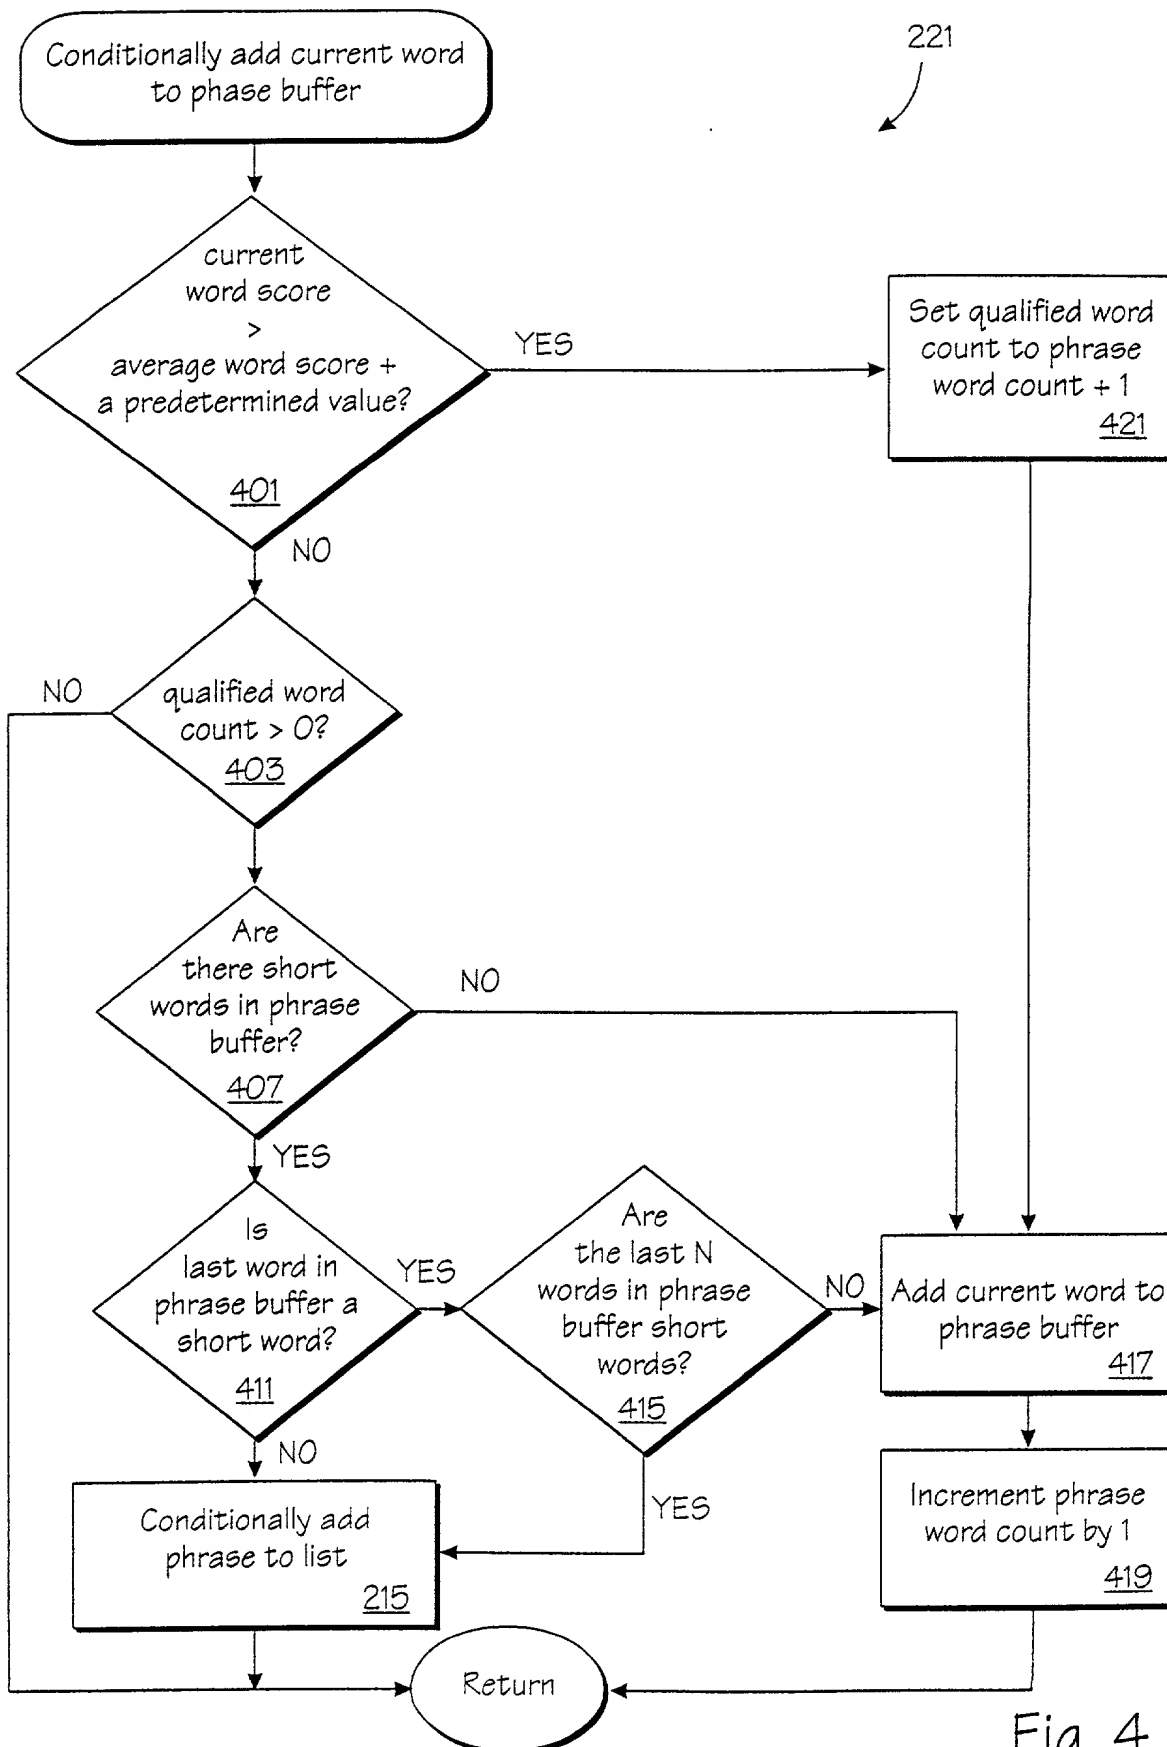 Conditionally add current word
to phase buffer
221
current
word score
>
average word score +
a predetermined value?
401
YES
Set qualified word
count to phrase
word count + 1
421
NO
NO
qualified word
count > 0?
403
Are
there short
words in phrase
buffer?
407
NO
YES
Is
last word in
phrase buffer a
short word?
411
YES
Are
the last N
words in phrase
buffer short
words?
415
NO
Add current word to
phrase buffer
417
NO
YES
Conditionally add
phrase to list
215
Increment phrase
word count by 1
419
Return
Fig. 4